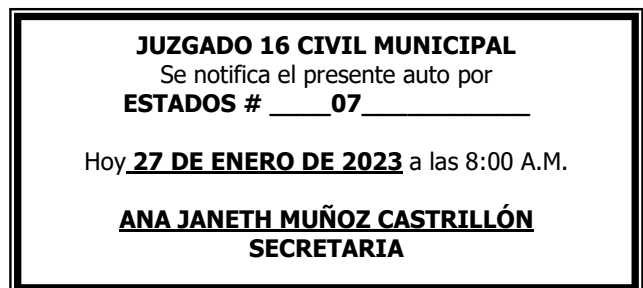 JUZGADO 16 CIVIL MUNICIPAL
Se notifica el presente auto por
ESTADOS # ____07___________
Hoy 27 DE ENERO DE 2023 a las 8:00 A.M.
ANA JANETH MUÑOZ CASTRILLÓN
SECRETARIA